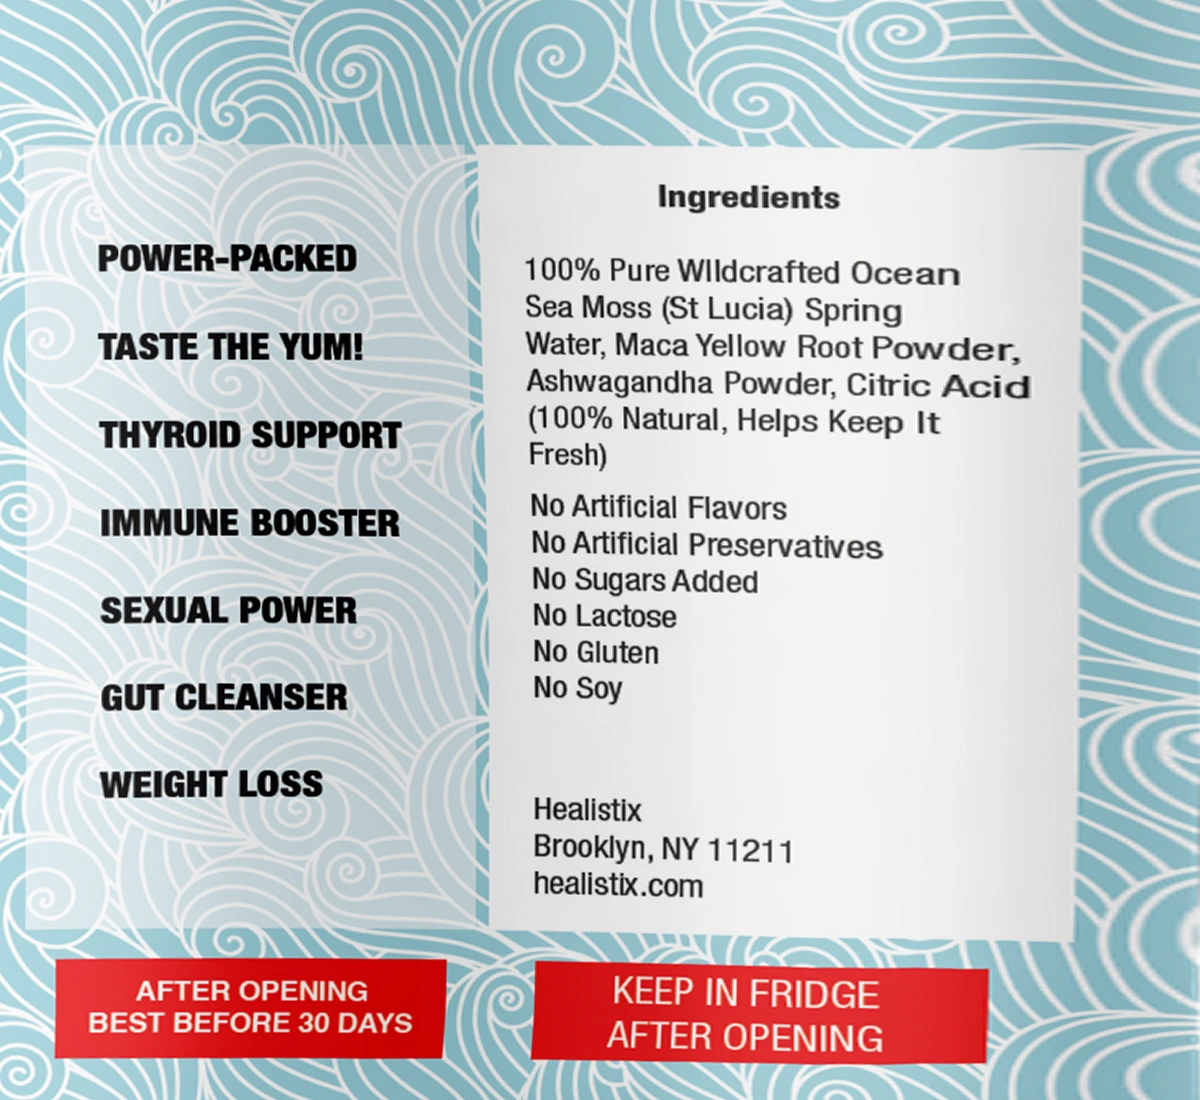 POWER-PACKED
TASTE THE YUM!
THYROID SUPPORT
IMMUNE BOOSTER
SEXUAL POWER
GUT CLEANSER
WEIGHT LOSS
Ingredients
100% Pure WIldcrafted Ocean
Sea Moss (St Lucia) Spring
Water, Maca Yellow Root Powder,
Ashwagandha Powder, Citric Acid
(100% Natural, Helps Keep It
Fresh)
No Artificial Flavors
No Artificial Preservatives
No Sugars Added
No Lactose
No Gluten
No Soy
Healistix
Brooklyn, NY 11211
healistix.com
AFTER OPENING
BEST BEFORE 30 DAYS
KEEP IN FRIDGE
AFTER OPENING